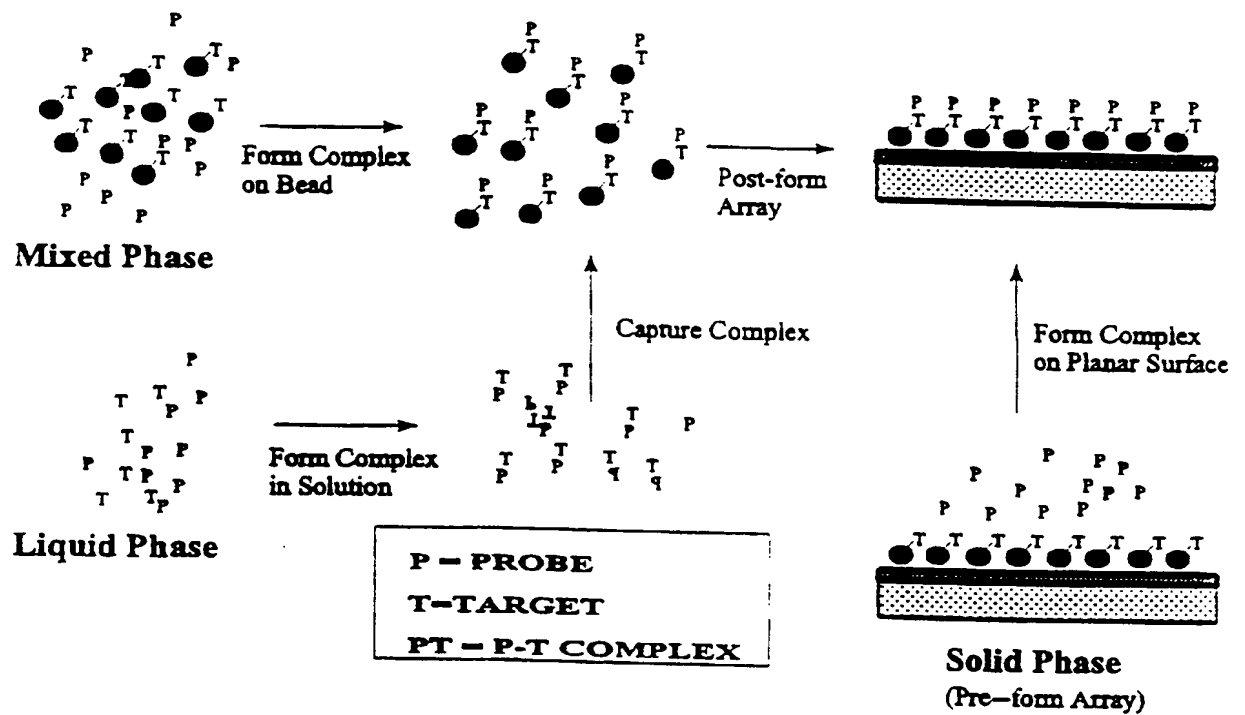 P
P T T P
T T T T
P
T T P P
T P
P P
P P
Form Complex
on Bead
Mixed Phase
P P
T T
P P
T T
P P P P
T T T T
P P P
T T T
Post-form
Array
P P P P P P P P
T T T T T T T T
Capture Complex
Form Complex
on Planar Surface
P
T T P
P
T P P
P T P P
T T P
Form Complex
in Solution
Liquid Phase
T T
P P
T P
P
T T T T
P P P P
P = PROBE
T=TARGET
PT = P-T COMPLEX
P P P
P P P P P
P P P P
T T T T T T T T
Solid Phase
(Pre-form Array)